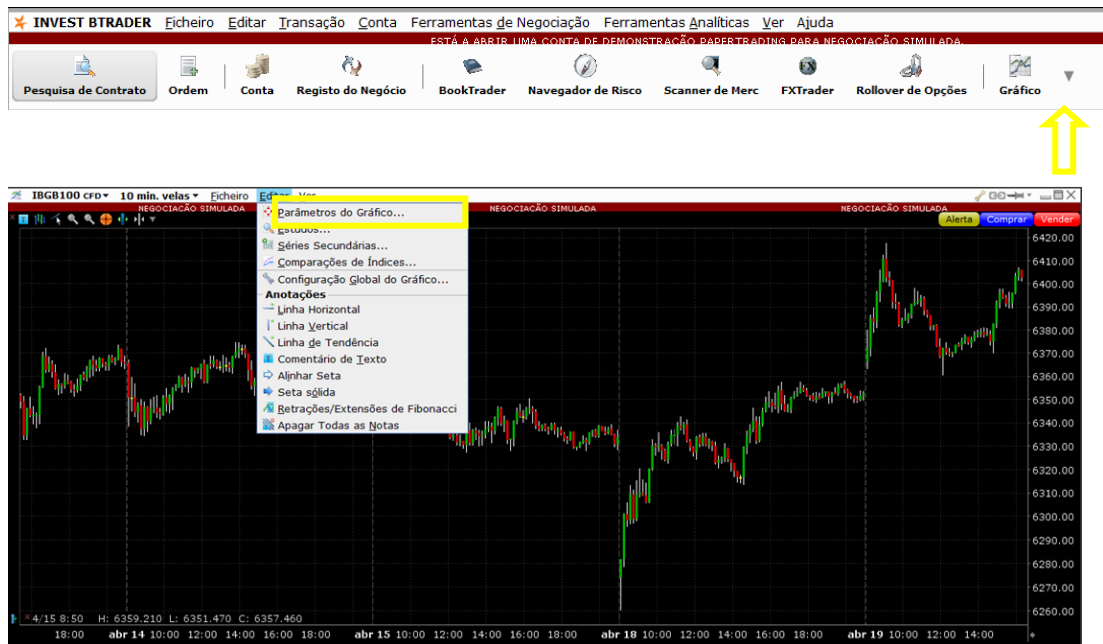 INVEST BTRADER Ficheiro Editar Transação Conta Ferramentas de Negociação Ferramentas Analíticas Ver Ajuda
ESTÁ A ABRIR UMA CONTA DE DEMONSTRAÇÃO PAPERTRADING PARA NEGOCIAÇÃO SIMULADA.
Pesquisa de Contrato Ordem Conta Registo do Negócio BookTrader Navegador de Risco Scanner de Merc FXTrader Rollover de Opções Gráfico
IBGB100 CFD 10 min. velas Ficheiro Editar Ver
NEGOCIAÇÃO SIMULADA NEGOCIAÇÃO SIMULADA NEGOCIAÇÃO SIMULADA
Alerta Comprar Vender
Parâmetros do Gráfico...
Estudos...
Séries Secundárias...
Comparações de Índices...
Configuração Global do Gráfico...
Anotações
Linha Horizontal
Linha Vertical
Linha de Tendência
Comentário de Texto
Alinhar Seta
Seta sólida
Retrações/Extensões de Fibonacci
Apagar Todas as Notas
6420.00
6410.00
6400.00
6390.00
6380.00
6370.00
6360.00
6350.00
6340.00
6330.00
6320.00
6310.00
6300.00
6290.00
6280.00
6270.00
6260.00
4/15 8:50 H: 6359.210 L: 6351.470 C: 6357.460
18:00 abr 14 10:00 12:00 14:00 16:00 18:00 abr 15 10:00 12:00 14:00 16:00 18:00 abr 18 10:00 12:00 14:00 16:00 18:00 abr 19 10:00 12:00 14:00